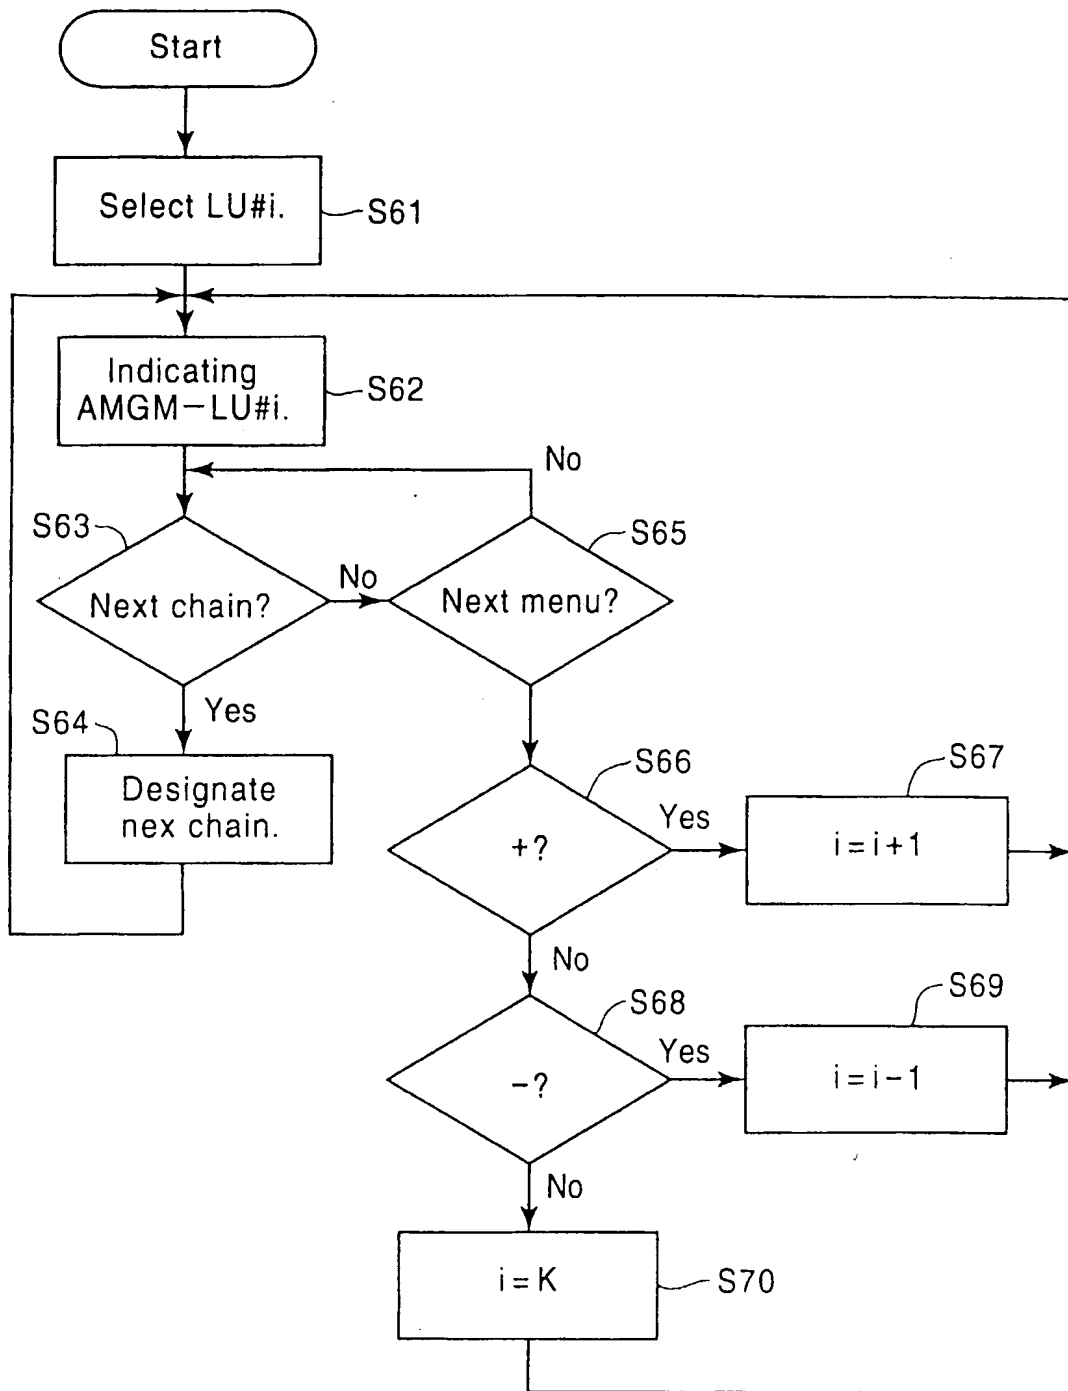 Start
Select LU#i.
S61
Indicating
AMGM-LU#i.
S62
No
S63
S65
Next chain?
No
Next menu?
Yes
S64
Designate
nex chain.
S66
S67
+?
Yes
i=i+1
No
S68
S69
-?
Yes
i=i-1
No
i=K
S70